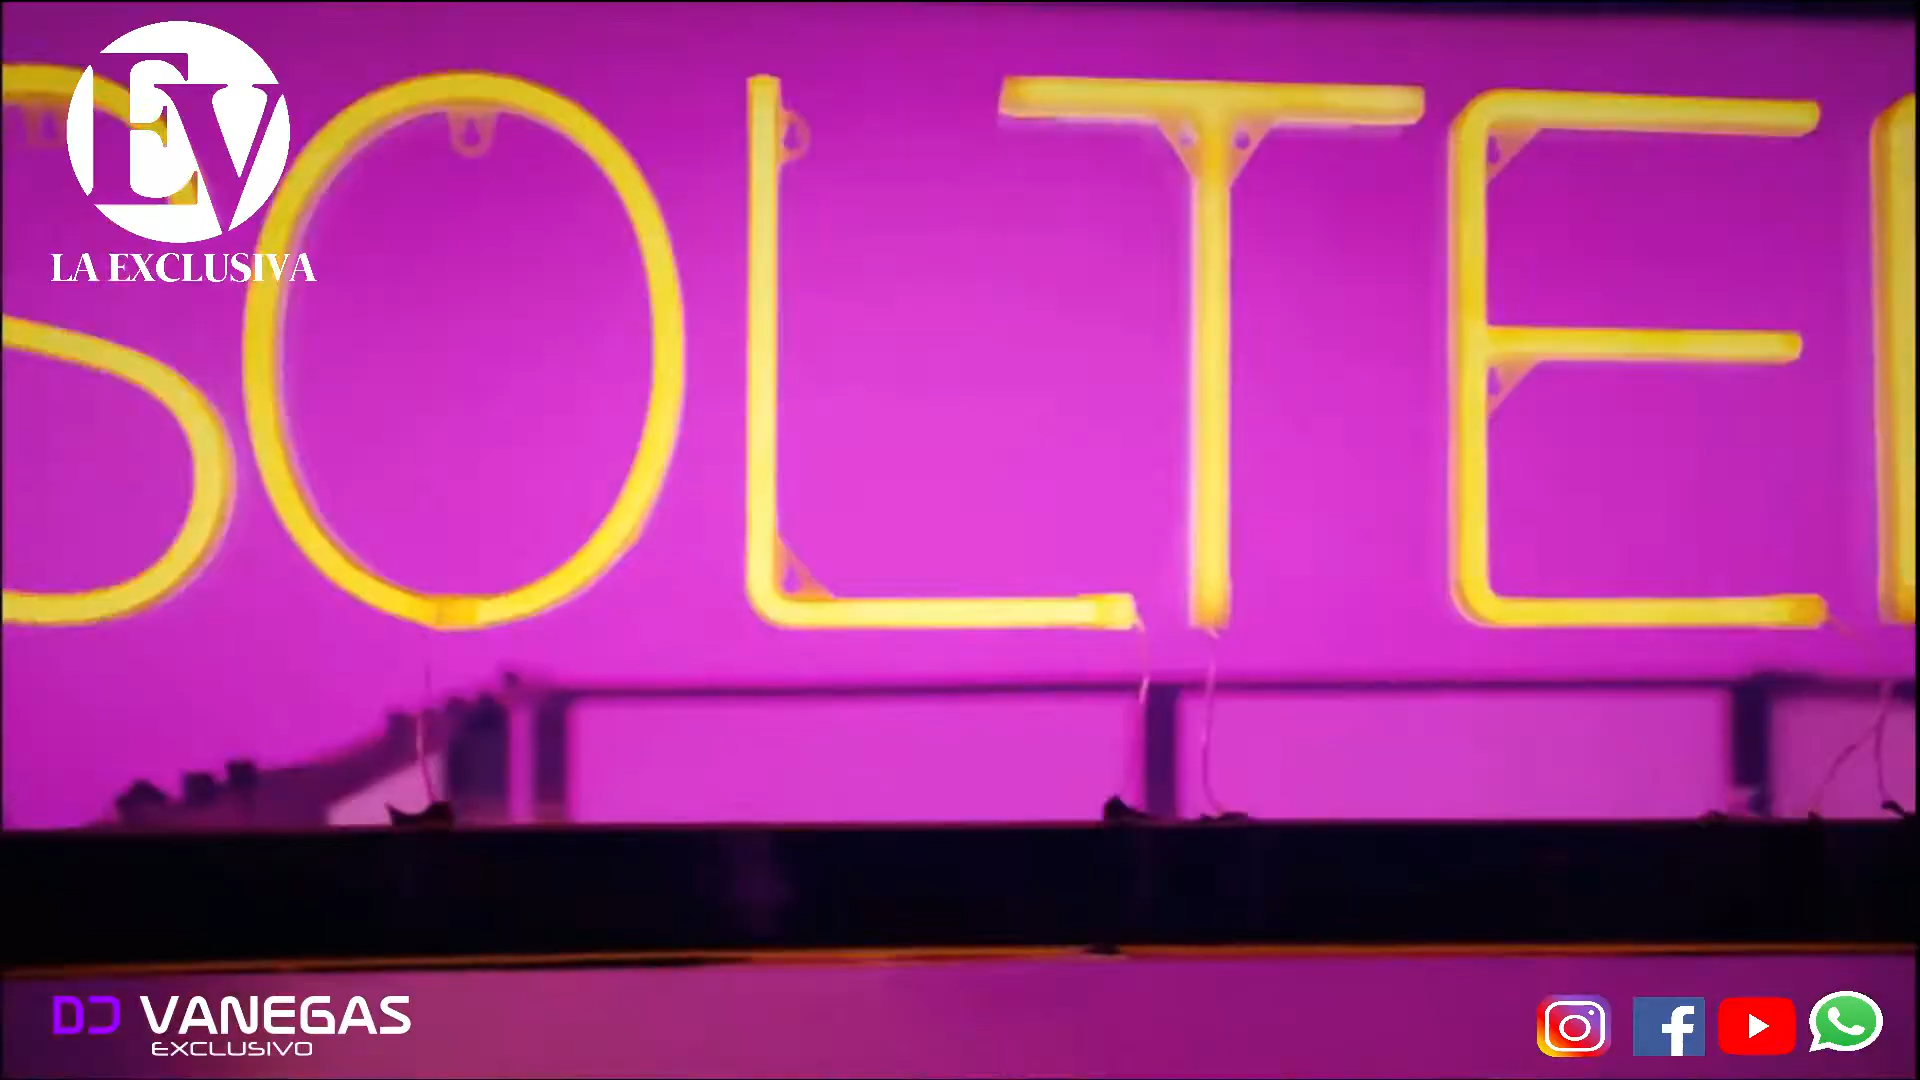 EV
LA EXCLUSIVA
SOLTE
DJ VANEGAS
EXCLUSIVO